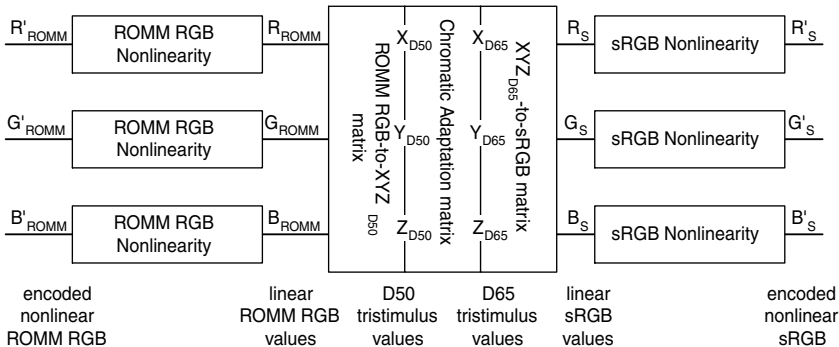 R'ROMM
ROMM RGB
Nonlinearity
RROMM
XD50
XD65
RS
sRGB Nonlinearity
R'S
G'ROMM
ROMM RGB
Nonlinearity
GROMM
YD50
YD65
GS
sRGB Nonlinearity
G'S
B'ROMM
ROMM RGB
Nonlinearity
BROMM
ZD50
ZD65
BS
sRGB Nonlinearity
B'S
ROMM RGB-to-XYZD50
matrix
Chromatic Adaptation matrix
XYZD65-to-sRGB matrix
encoded
nonlinear
ROMM RGB
linear
ROMM RGB
values
D50
tristimulus
values
D65
tristimulus
values
linear
sRGB
values
encoded
nonlinear
sRGB